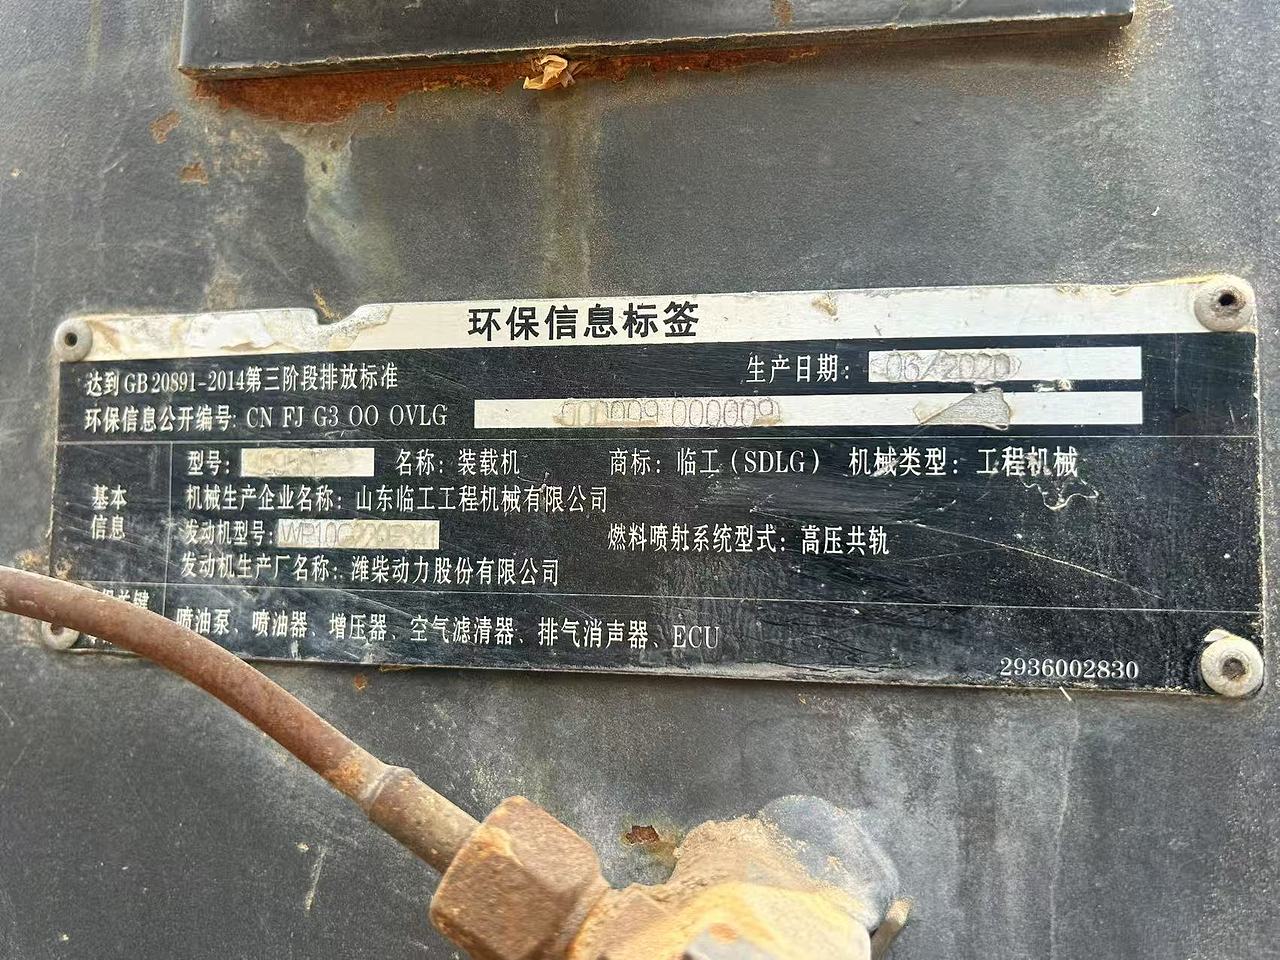 环保信息标签
达到GB 20891-2014第三阶段排放标准 生产日期: 06/2020
环保信息公开编号: CN FJ G3 OO OVLG
型号: 名称: 装载机 商标: 临工(SDLG) 机械类型: 工程机械
基本信息
机械生产企业名称: 山东临工工程机械有限公司
发动机型号: 燃料喷射系统型式: 高压共轨
发动机生产厂名称: 潍柴动力股份有限公司
喷油泵、喷油器、增压器、空气滤清器、排气消声器、ECU
2936002830